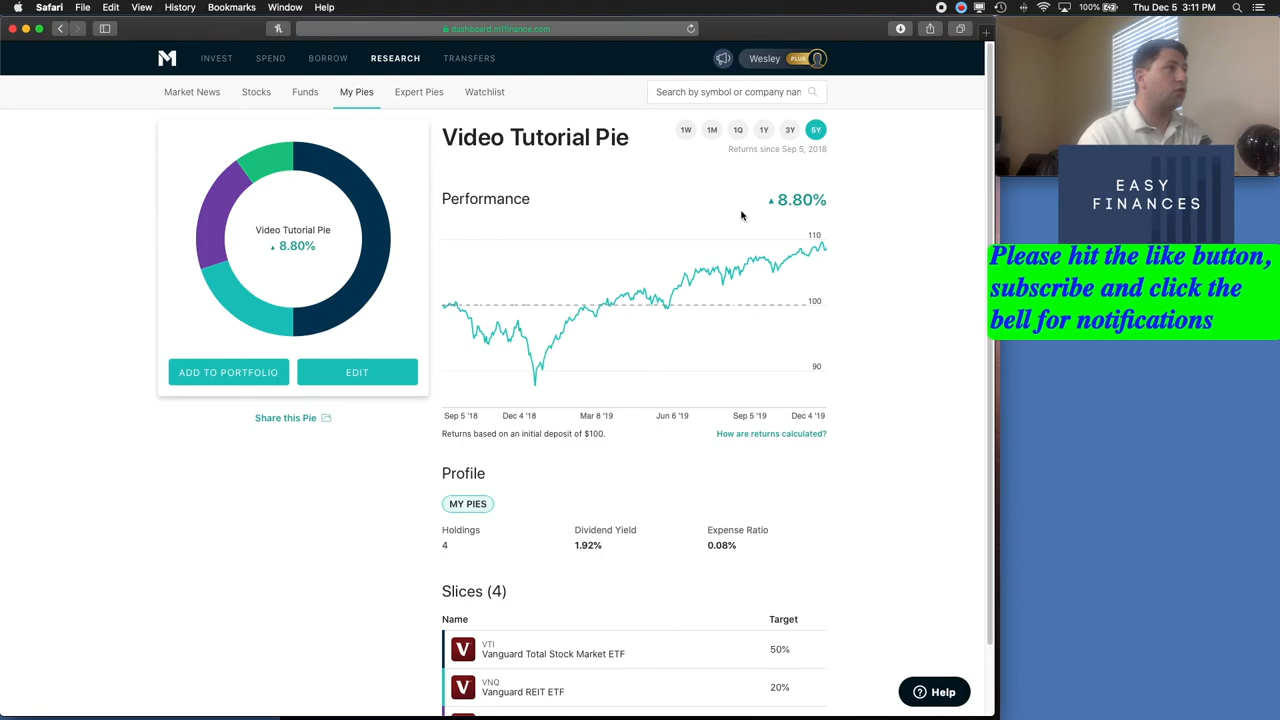 Safari File Edit View History Bookmarks Window Help
100% Thu Dec 5 3:11 PM
dashboard.m1finance.com
INVEST SPEND BORROW RESEARCH TRANSFERS
Wesley PLUS
Market News Stocks Funds My Pies Expert Pies Watchlist
Search by symbol or company nan
Video Tutorial Pie
1W 1M 1Q 1Y 3Y 5Y
Returns since Sep 5, 2018
Video Tutorial Pie
8.80%
ADD TO PORTFOLIO EDIT
Share this Pie
Performance
8.80%
110
100
90
Sep 5 '18 Dec 4 '18 Mar 8 '19 Jun 6 '19 Sep 5 '19 Dec 4 '19
Returns based on an initial deposit of $100.
How are returns calculated?
Profile
MY PIES
Holdings Dividend Yield Expense Ratio
4 1.92% 0.08%
Slices (4)
Name Target
VTI
Vanguard Total Stock Market ETF 50%
VNQ
Vanguard REIT ETF 20%
Help
EASY
FINANCES
Please hit the like button,
subscribe and click the
bell for notifications